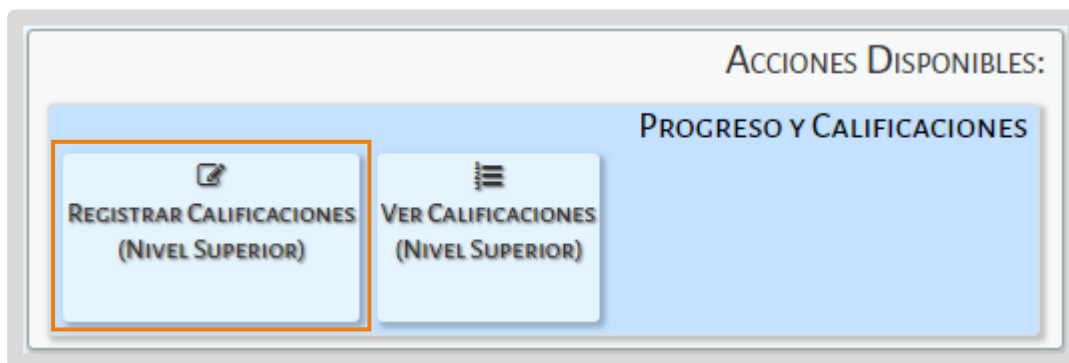 Acciones Disponibles:
Progreso y Calificaciones
Registrar Calificaciones
(Nivel Superior)
Ver Calificaciones
(Nivel Superior)